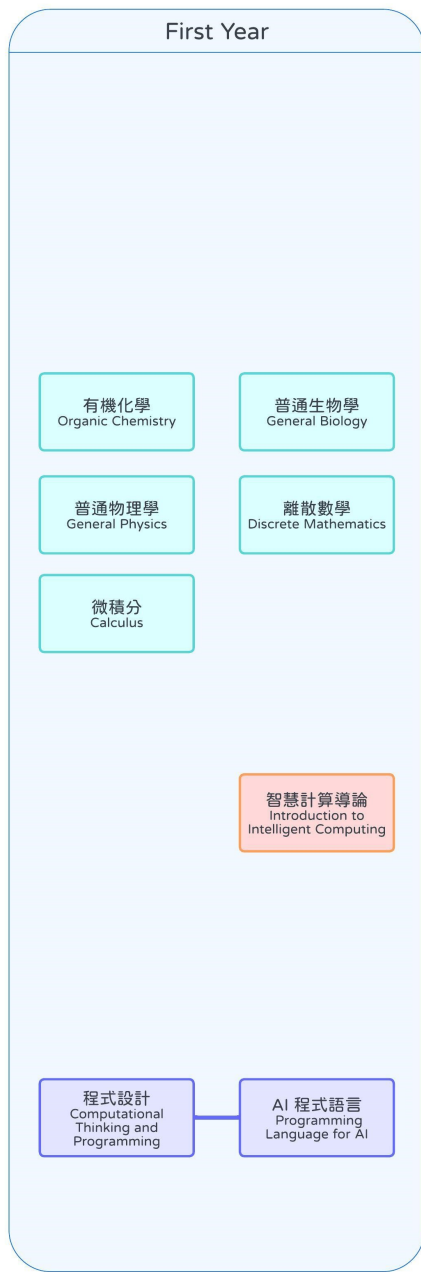 First Year
有機化學
Organic Chemistry
普通生物學
General Biology
普通物理學
General Physics
離散數學
Discrete Mathematics
微積分
Calculus
智慧計算導論
Introduction to
Intelligent Computing
程式設計
Computational
Thinking and
Programming
AI 程式語言
Programming
Language for AI